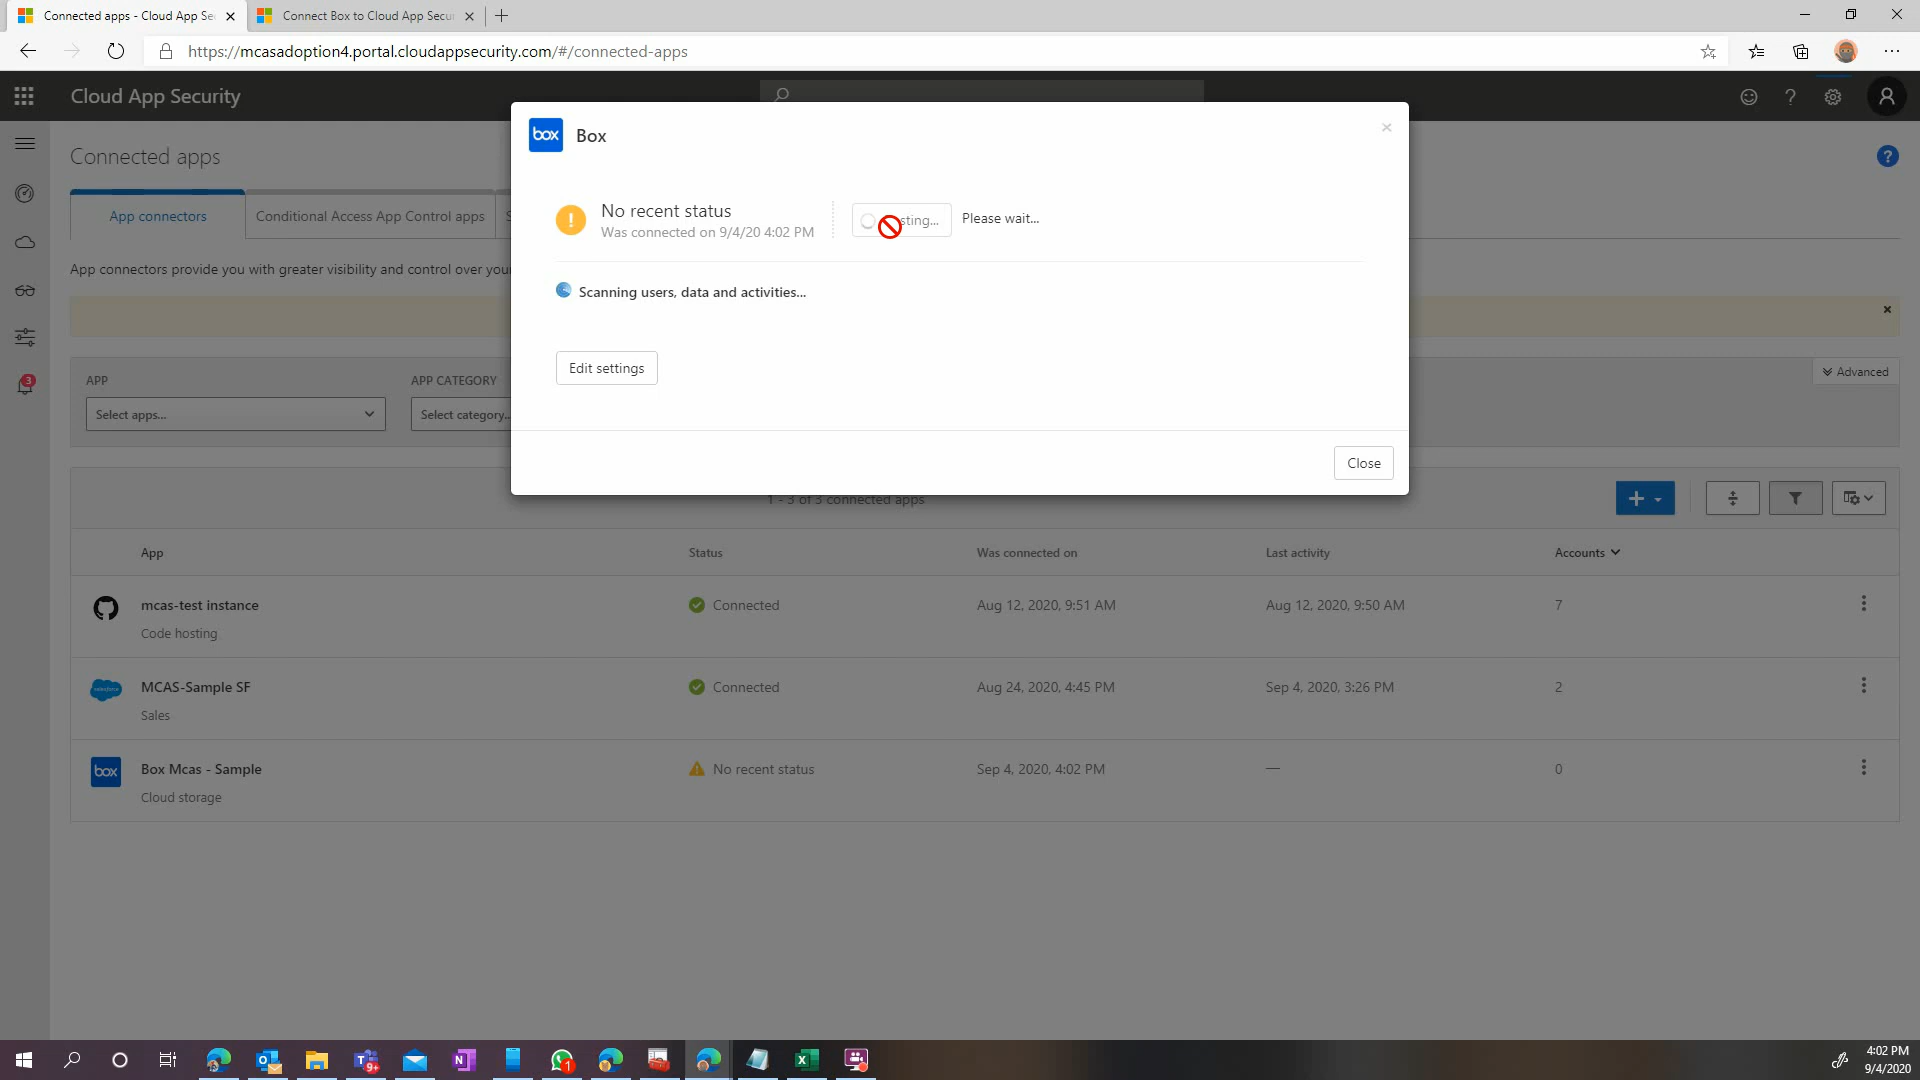 Connected apps - Cloud App Se
Connect Box to Cloud App Secu
https://mcasadoption4.portal.cloudappsecurity.com/#/connected-apps
Cloud App Security
box
Box
Connected apps
App connectors
Conditional Access App Control apps
S
No recent status
Was connected on 9/4/20 4:02 PM
sting...
Please wait...
App connectors provide you with greater visibility and control over you
Scanning users, data and activities...
Edit settings
Close
3
APP
APP CATEGORY
Advanced
Select apps...
Select category...
1 - 3 of 3 connected apps
App
Status
Was connected on
Last activity
Accounts
mcas-test instance
Connected
Aug 12, 2020, 9:51 AM
Aug 12, 2020, 9:50 AM
7
Code hosting
salesforce
MCAS-Sample SF
Connected
Aug 24, 2020, 4:45 PM
Sep 4, 2020, 3:26 PM
2
Sales
box
Box Mcas - Sample
No recent status
Sep 4, 2020, 4:02 PM
—
0
Cloud storage
9+
1
4:02 PM
9/4/2020